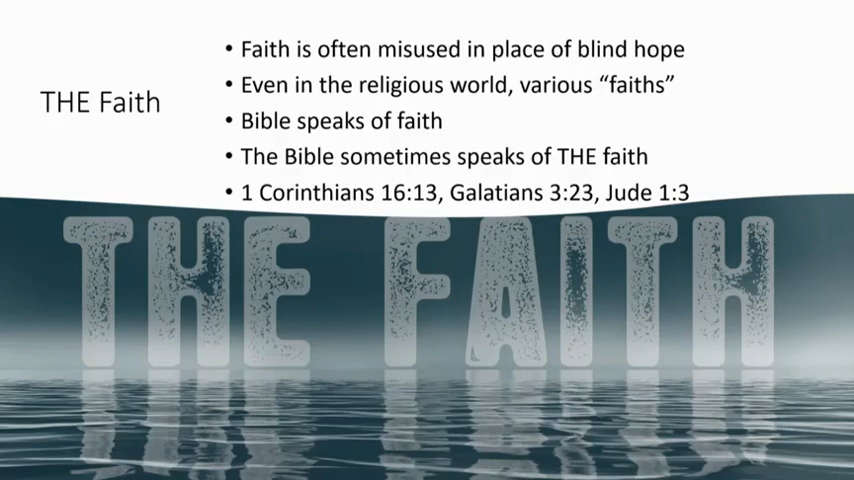 THE Faith
• Faith is often misused in place of blind hope
• Even in the religious world, various “faiths”
• Bible speaks of faith
• The Bible sometimes speaks of THE faith
• 1 Corinthians 16:13, Galatians 3:23, Jude 1:3
THE FAITH